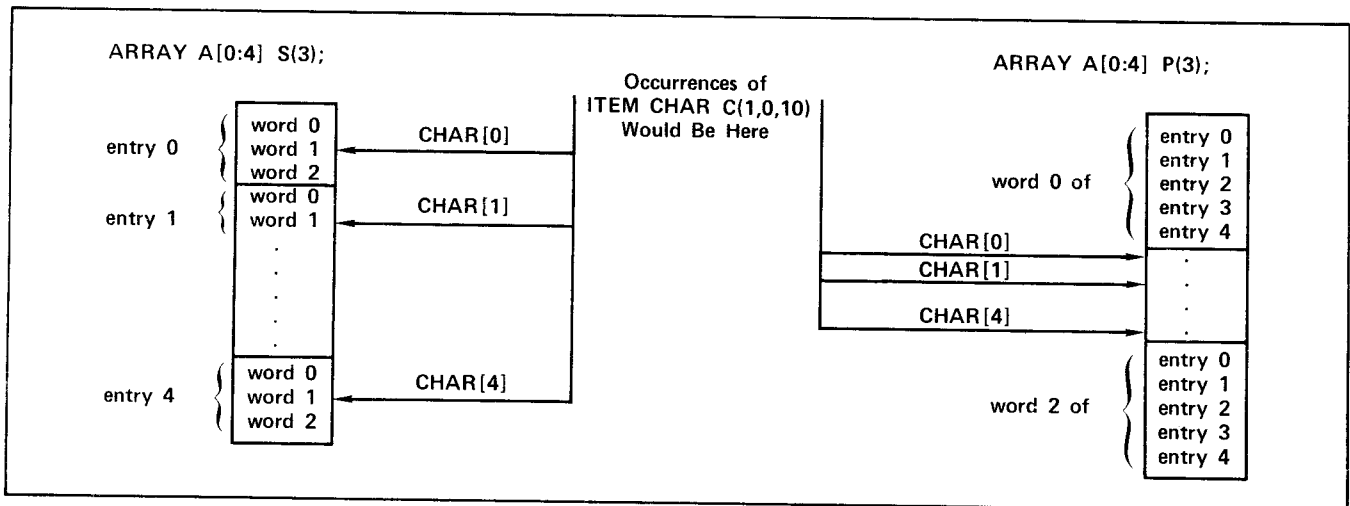 ARRAY A[0:4] S(3);
entry 0
word 0
word 1
word 2
entry 1
word 0
word 1
.
.
.
.
entry 4
word 0
word 1
word 2
CHAR[0]
CHAR[1]
CHAR[4]
Occurrences of
ITEM CHAR C(1,0,10)
Would Be Here
ARRAY A[0:4] P(3);
CHAR[0]
CHAR[1]
CHAR[4]
word 0 of
entry 0
entry 1
entry 2
entry 3
entry 4
.
.
.
word 2 of
entry 0
entry 1
entry 2
entry 3
entry 4